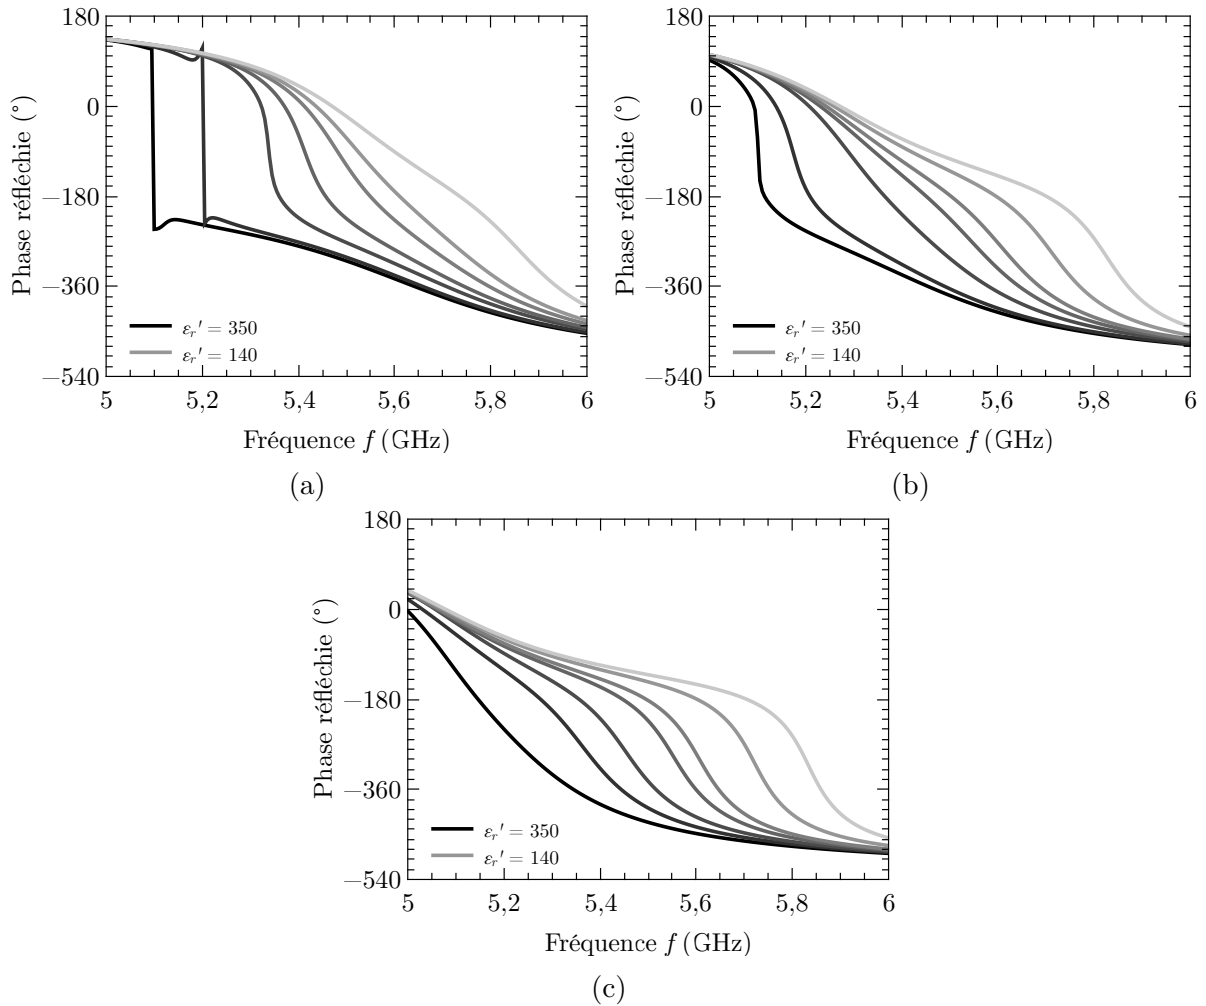 180
0
−180
−360
−540
Phase réfléchie (°)
εr′ = 350
εr′ = 140
5 5,2 5,4 5,6 5,8 6
Fréquence f (GHz)
(a)
180
0
−180
−360
−540
Phase réfléchie (°)
εr′ = 350
εr′ = 140
5 5,2 5,4 5,6 5,8 6
Fréquence f (GHz)
(b)
180
0
−180
−360
−540
Phase réfléchie (°)
εr′ = 350
εr′ = 140
5 5,2 5,4 5,6 5,8 6
Fréquence f (GHz)
(c)